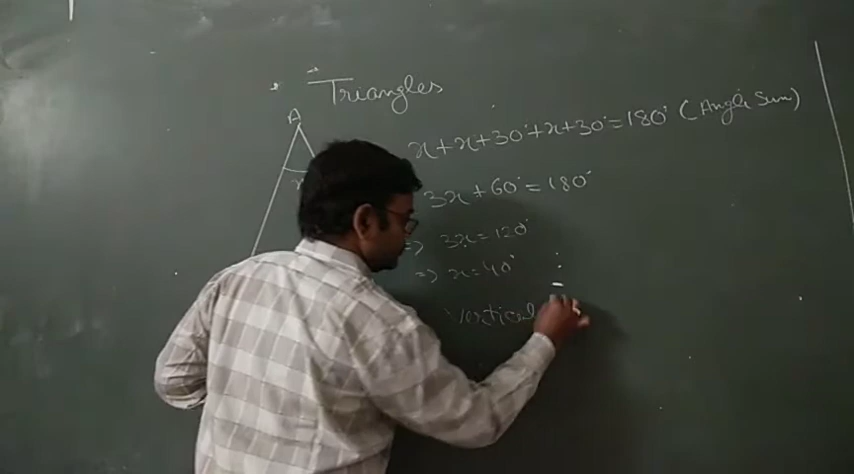 Triangles
A
x+x+30°+x+30°=180° (Angle Sum)
3x+60°=180°
=> 3x=120°
=> x=40°
Vertical